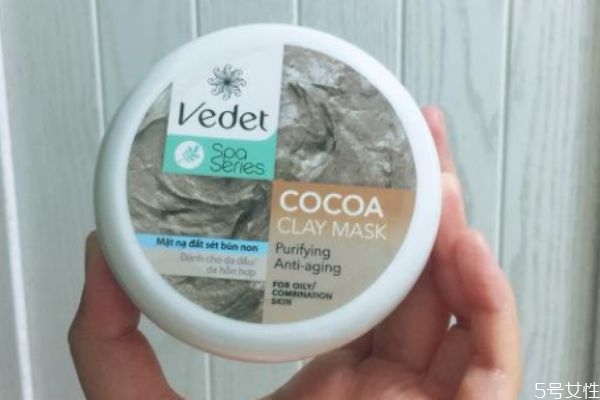 Vedet
Spa
Series
COCOA
CLAY MASK
Mặt nạ đất sét bùn non
Purifying
Dành cho da dầu/
Anti-aging
da hỗn hợp
FOR OILY/
COMBINATION
SKIN
5号女性